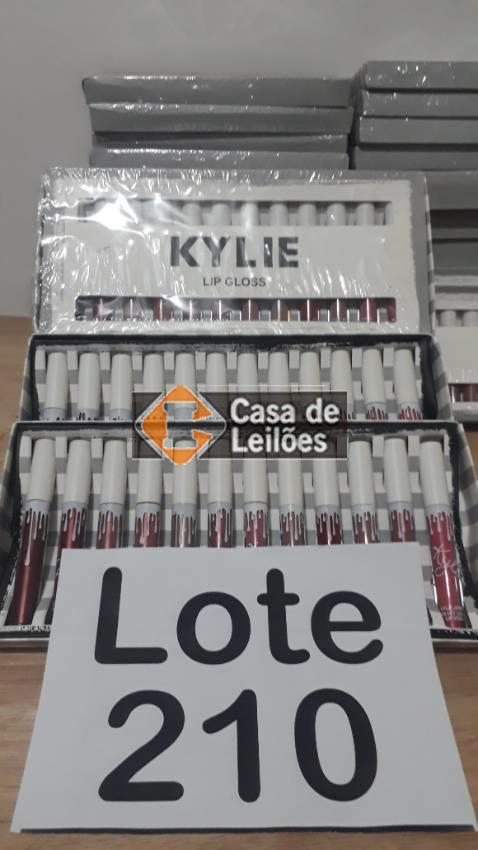 KYLIE
LIP GLOSS
Casa de
Leilões
Lote
210